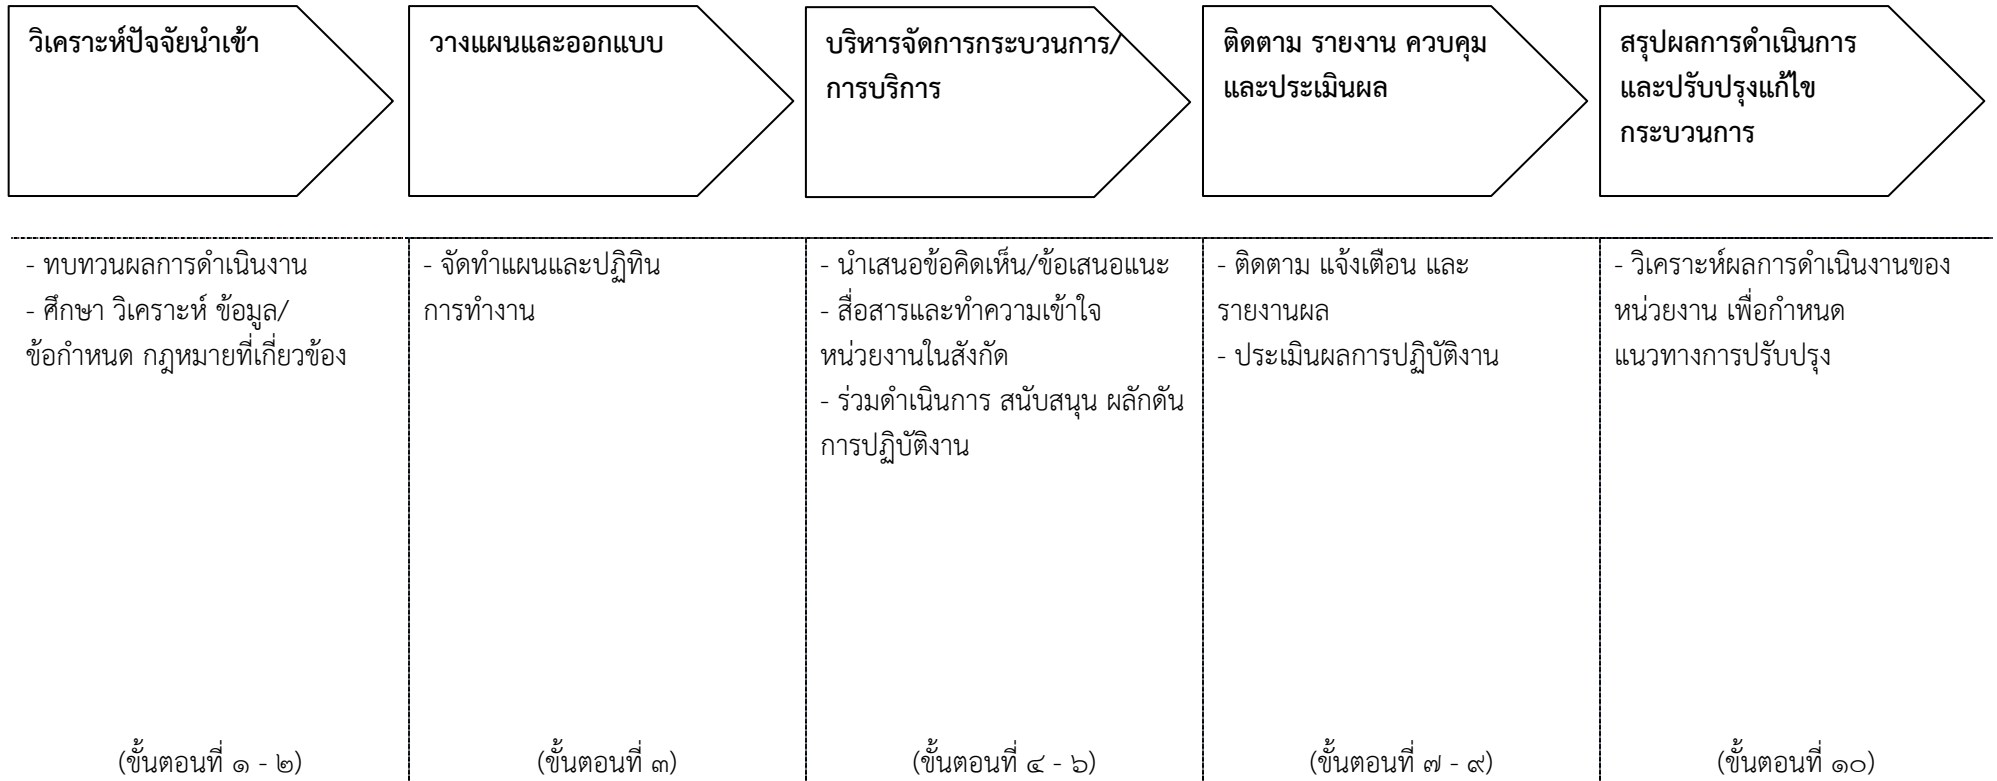 วิเคราะห์ปัจจัยนำเข้า
วางแผนและออกแบบ
บริหารจัดการกระบวนการ/
การบริการ
ติดตาม รายงาน ควบคุม
และประเมินผล
สรุปผลการดำเนินการ
และปรับปรุงแก้ไข
กระบวนการ
- ทบทวนผลการดำเนินงาน
- ศึกษา วิเคราะห์ ข้อมูล/
ข้อกำหนด กฎหมายที่เกี่ยวข้อง
(ขั้นตอนที่ ๑ - ๒)
- จัดทำแผนและปฏิทิน
การทำงาน
(ขั้นตอนที่ ๓)
- นำเสนอข้อคิดเห็น/ข้อเสนอแนะ
- สื่อสารและทำความเข้าใจ
หน่วยงานในสังกัด
- ร่วมดำเนินการ สนับสนุน ผลักดัน
การปฏิบัติงาน
(ขั้นตอนที่ ๔ - ๖)
- ติดตาม แจ้งเตือน และ
รายงานผล
- ประเมินผลการปฏิบัติงาน
(ขั้นตอนที่ ๗ - ๙)
- วิเคราะห์ผลการดำเนินงานของ
หน่วยงาน เพื่อกำหนด
แนวทางการปรับปรุง
(ขั้นตอนที่ ๑๐)